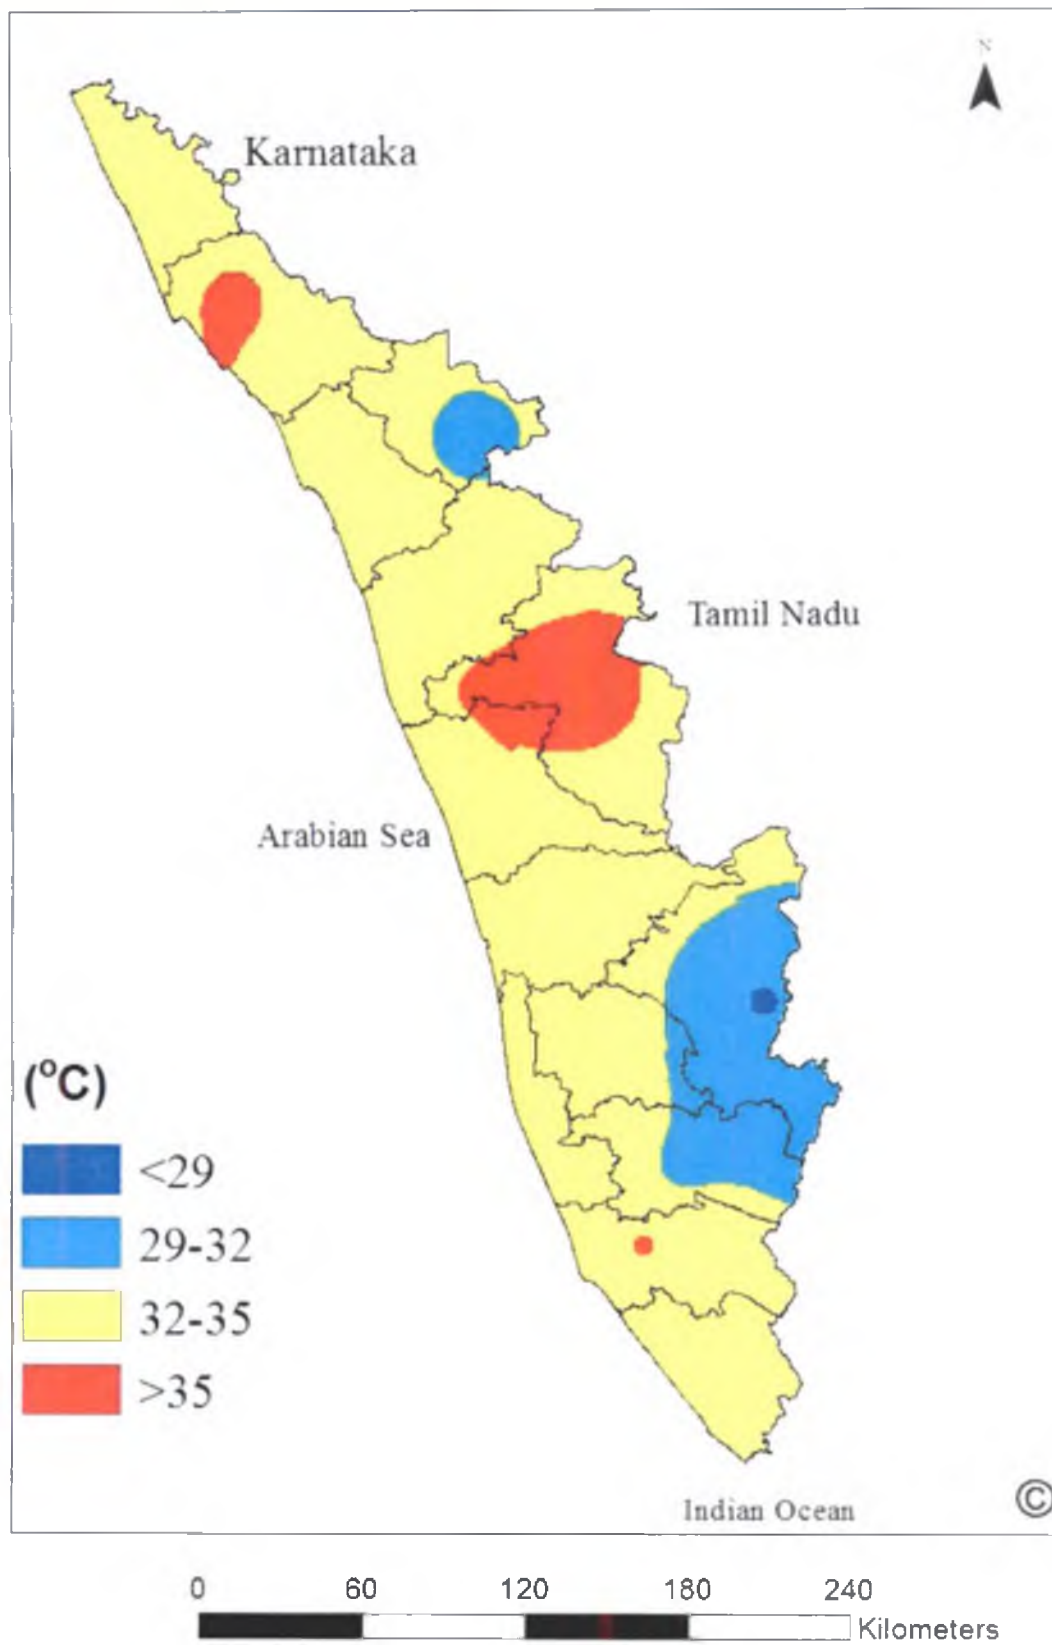 N
Karnataka
Tamil Nadu
Arabian Sea
(°C)
<29
29-32
32-35
>35
Indian Ocean
©
0 60 120 180 240
Kilometers